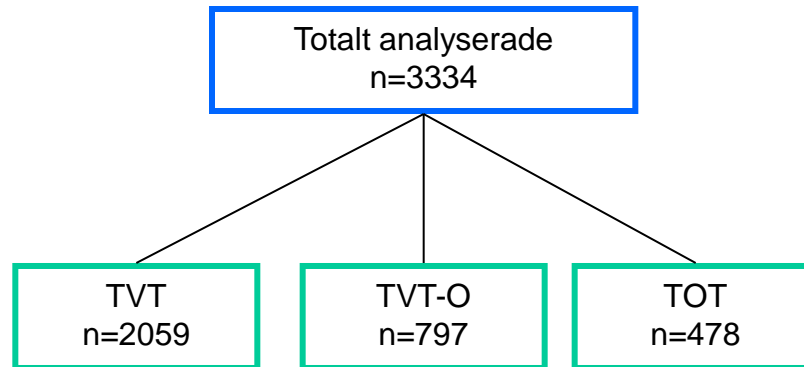 Totalt analyserade
n=3334
TVT
n=2059
TVT-O
n=797
TOT
n=478